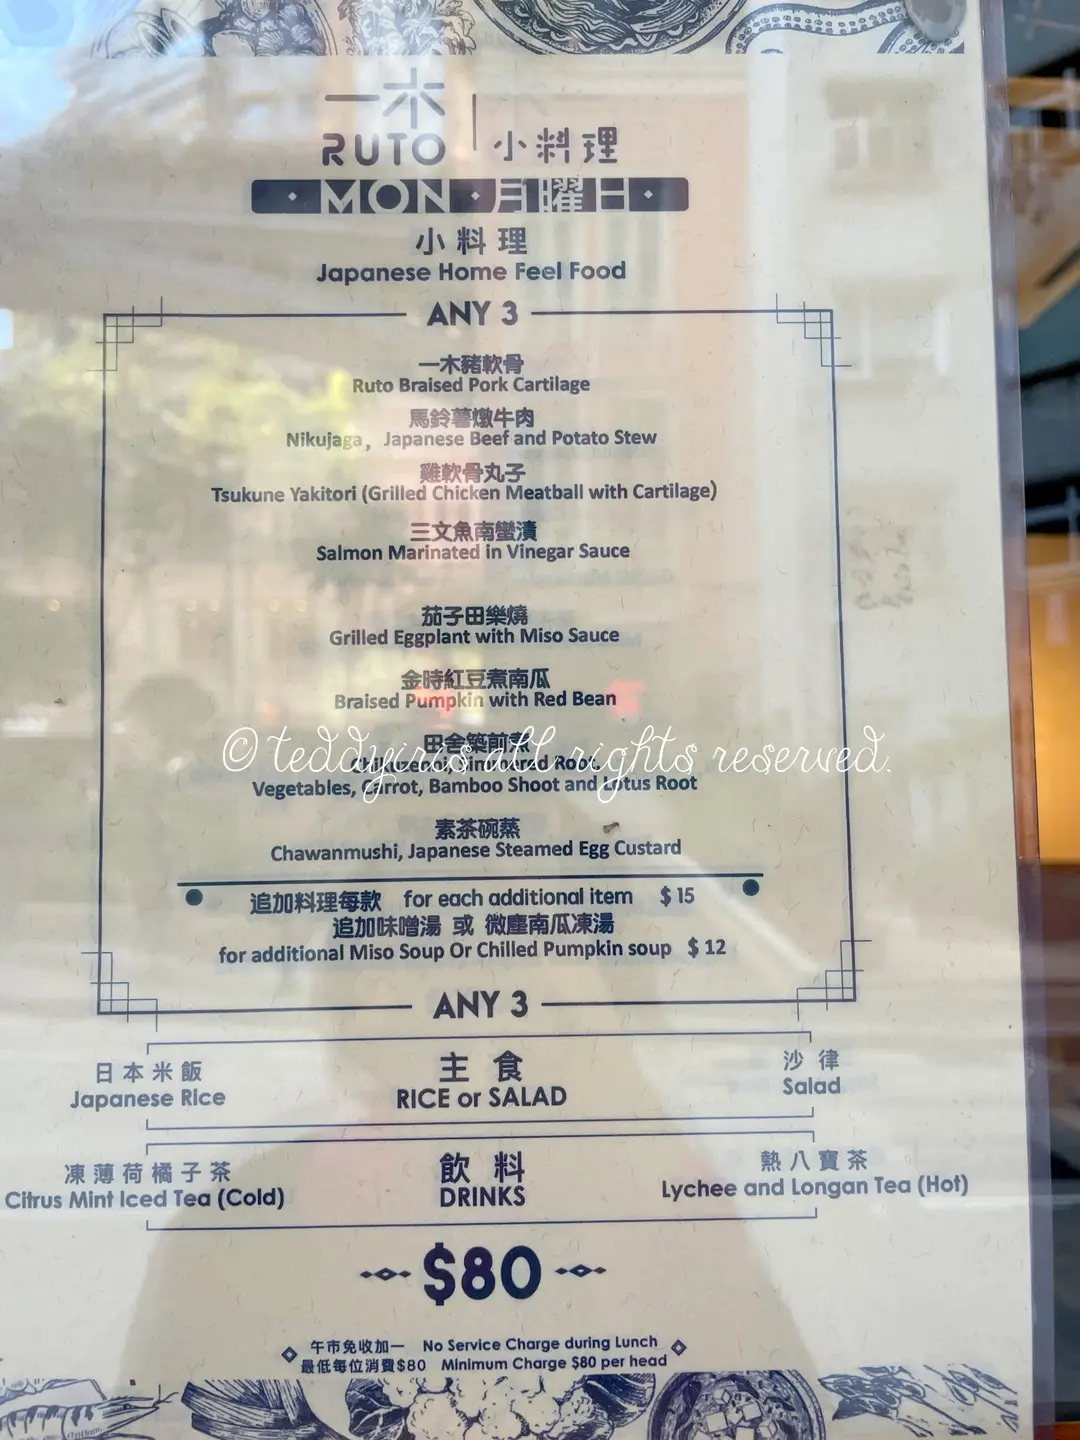 一木
RUTO 小料理
MON・月曜日
小料理
Japanese Home Feel Food
ANY 3
一木豬軟骨
Ruto Braised Pork Cartilage
馬鈴薯燉牛肉
Nikujaga, Japanese Beef and Potato Stew
雞軟骨丸子
Tsukune Yakitori (Grilled Chicken Meatball with Cartilage)
三文魚南蠻漬
Salmon Marinated in Vinegar Sauce
茄子田樂燒
Grilled Eggplant with Miso Sauce
金時紅豆煮南瓜
Braised Pumpkin with Red Bean
田舍築前煮
© teddyiris all rights reserved.
Simmered Root
Vegetables, Carrot, Bamboo Shoot and Lotus Root
素茶碗蒸
Chawanmushi, Japanese Steamed Egg Custard
追加料理每款 for each additional item $15
追加味噌湯 或 微塵南瓜凍湯
for additional Miso Soup Or Chilled Pumpkin soup $12
ANY 3
日本米飯 主食 沙律
Japanese Rice RICE or SALAD Salad
凍薄荷橘子茶 飲料 熱八寶茶
Citrus Mint Iced Tea (Cold) DRINKS Lychee and Longan Tea (Hot)
$80
午市免收加一 No Service Charge during Lunch
最低每位消費$80 Minimum Charge $80 per head